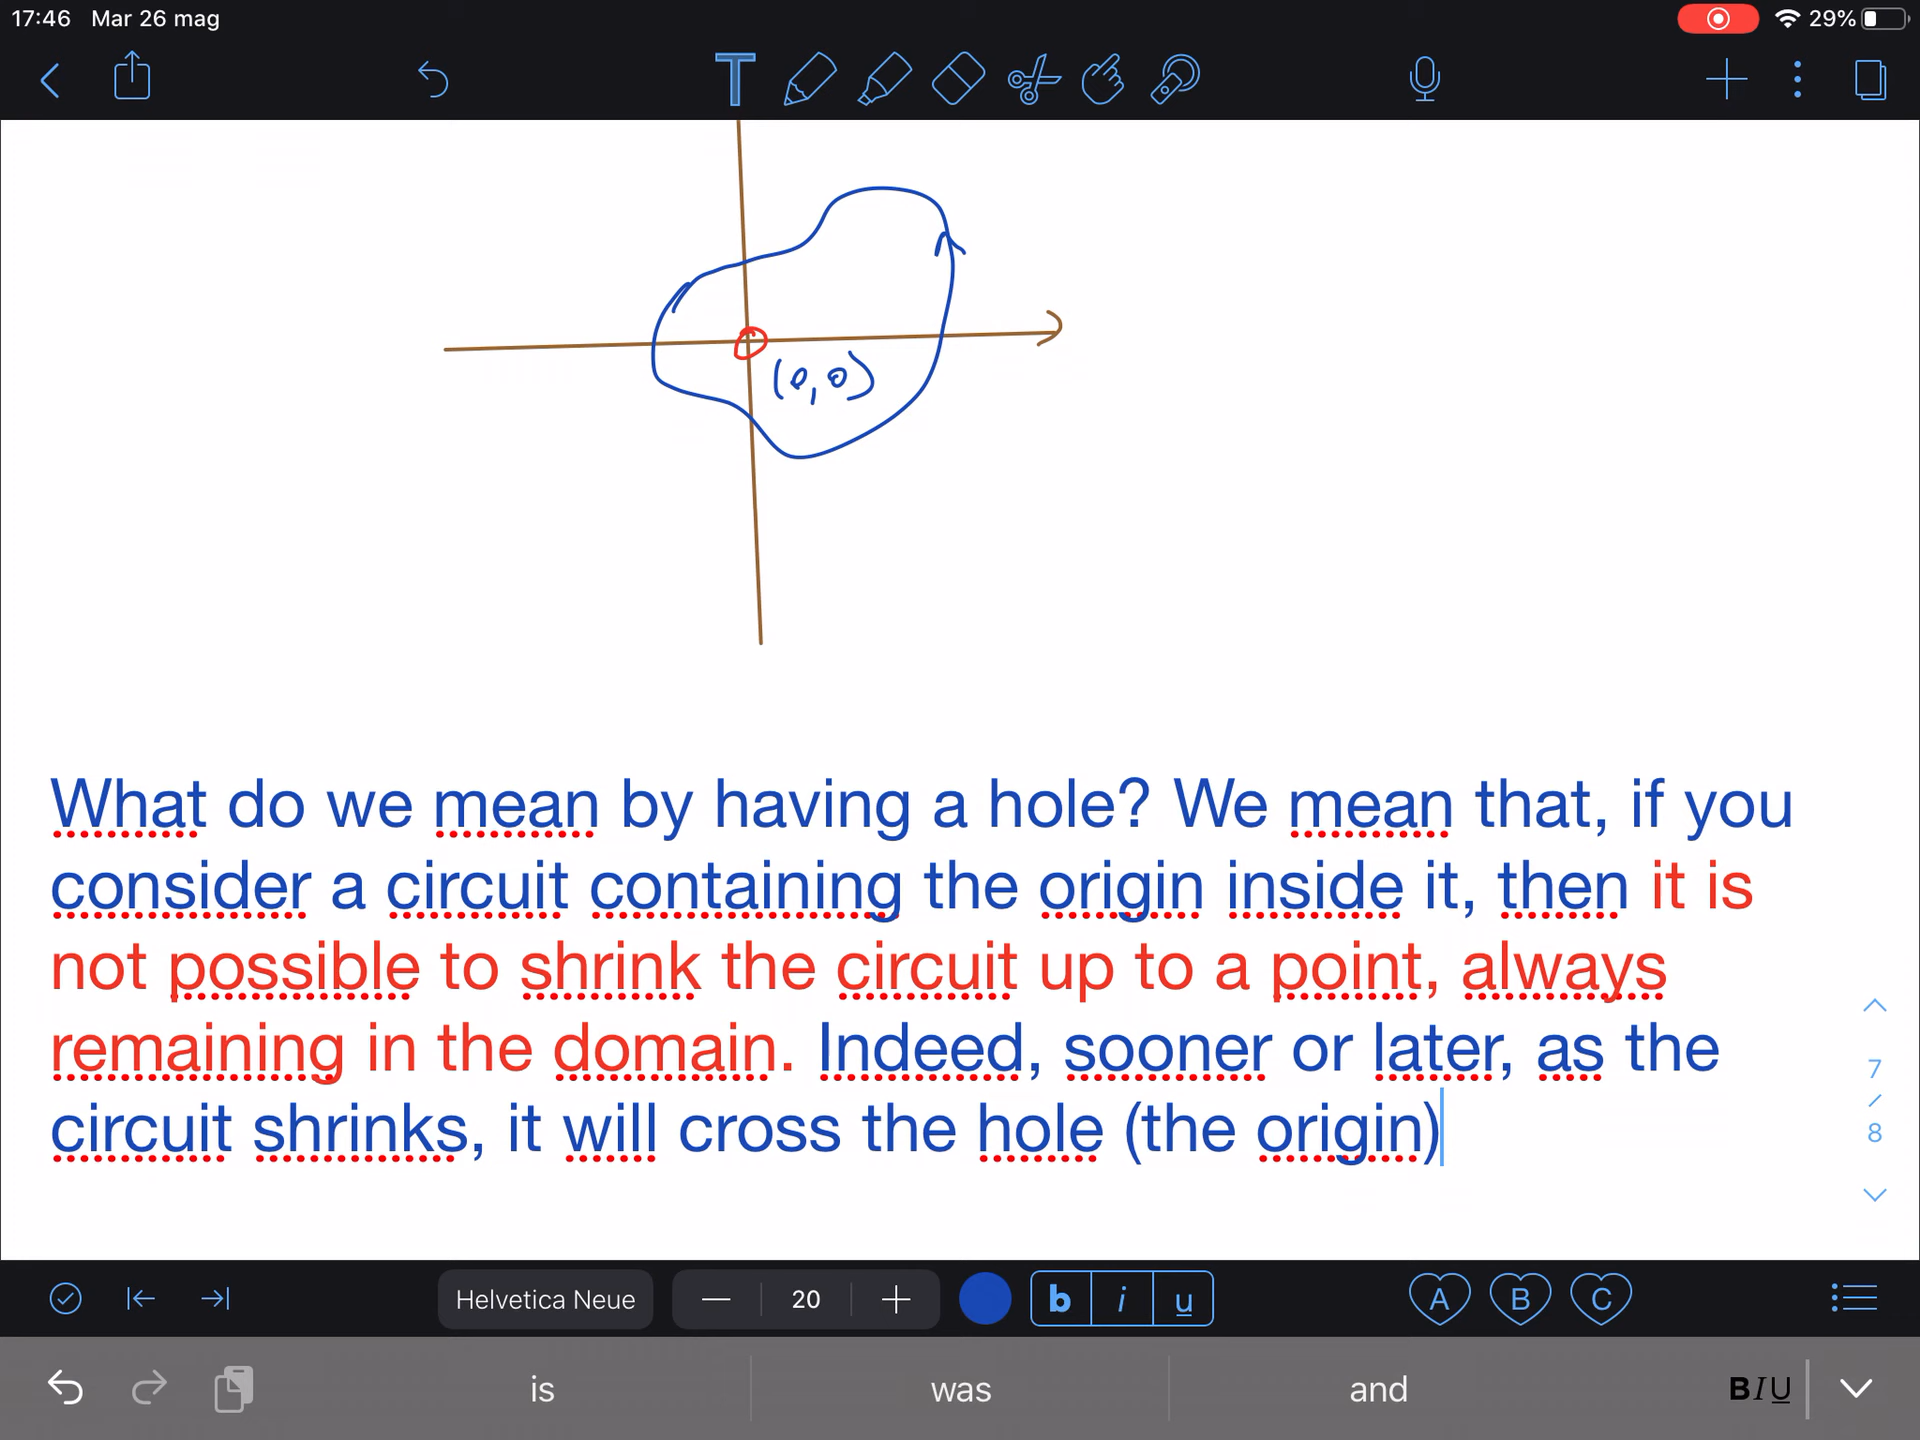 17:46 Mar 26 mag
29%
T
(0,0)
What do we mean by having a hole? We mean that, if you
consider a circuit containing the origin inside it, then it is
not possible to shrink the circuit up to a point, always
remaining in the domain. Indeed, sooner or later, as the
circuit shrinks, it will cross the hole (the origin)
7
/
8
Helvetica Neue — 20 + b i u A B C
is was and BIU